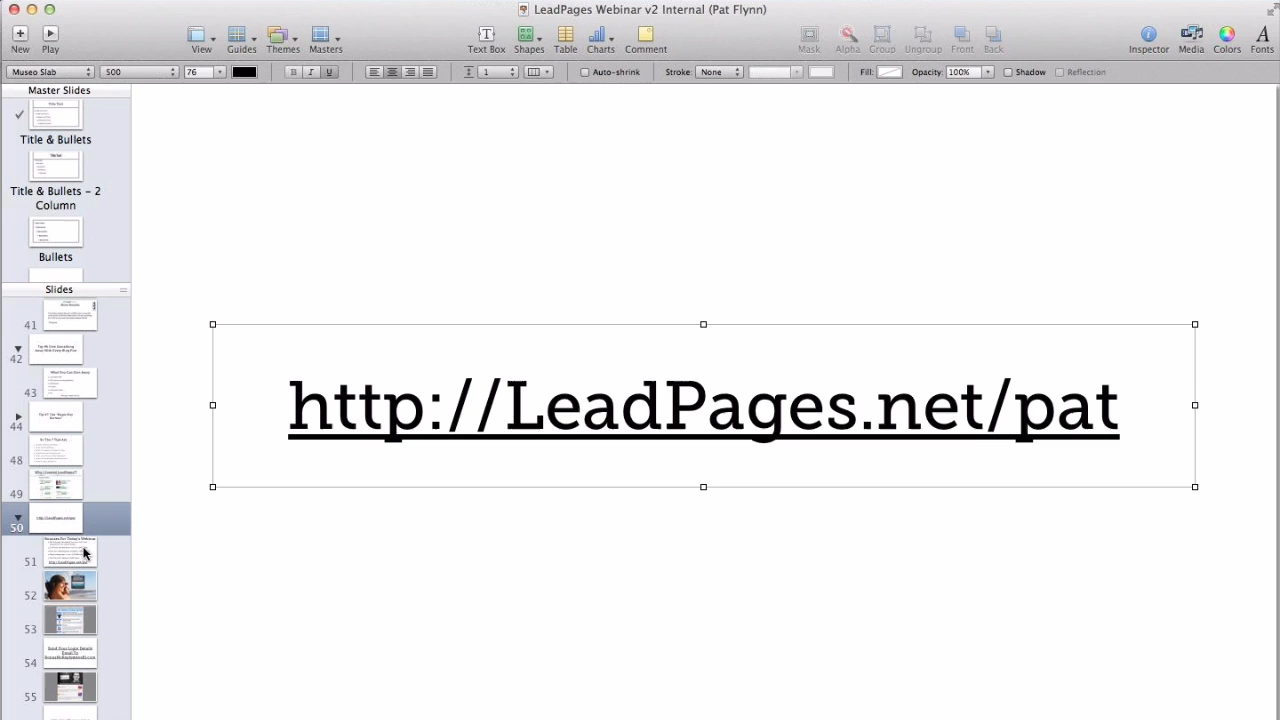 LeadPages Webinar v2 Internal (Pat Flynn)
New Play View Guides Themes Masters Text Box Shapes Table Charts Comment Mask Alpha Group Ungroup Front Back Inspector Media Colors Fonts
Museo Slab 500 76 B I U 1 Auto-shrink Stroke: None Fill: Opacity: 100% Shadow Reflection
Master Slides
Title & Bullets
Title & Bullets - 2
Column
Bullets
Slides
41
42
43
44
48
49
50
51
52
53
54
55
http://LeadPages.net/pat